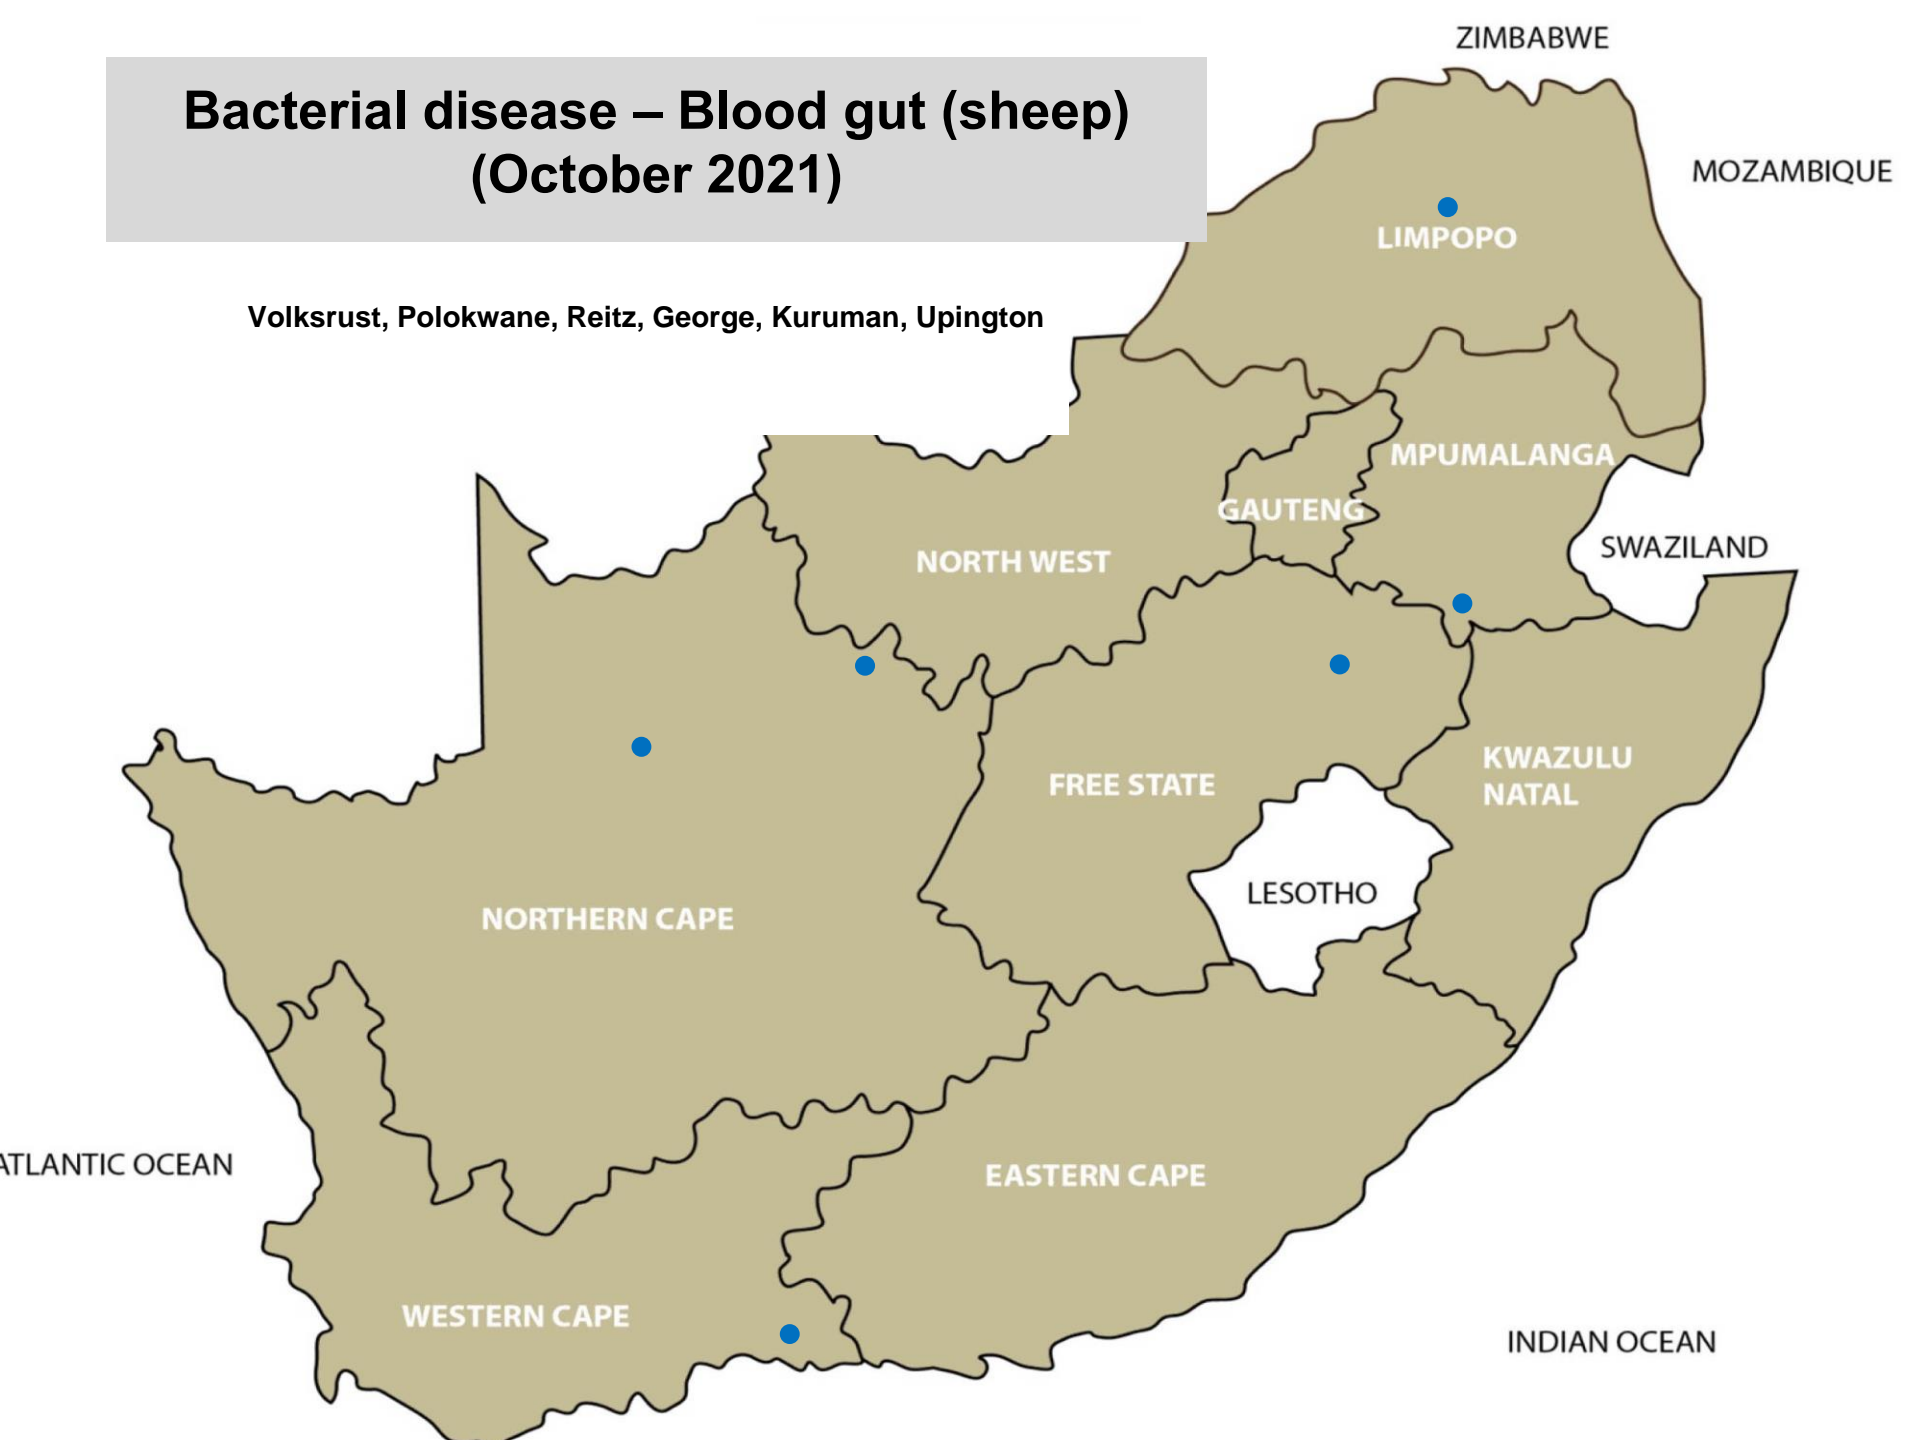 ZIMBABWE
Bacterial disease – Blood gut (sheep)
(October 2021)
MOZAMBIQUE
LIMPOPO
Volksrust, Polokwane, Reitz, George, Kuruman, Upington
MPUMALANGA
GAUTENG
SWAZILAND
NORTH WEST
KWAZULU
NATAL
FREE STATE
LESOTHO
NORTHERN CAPE
ATLANTIC OCEAN
EASTERN CAPE
WESTERN CAPE
INDIAN OCEAN